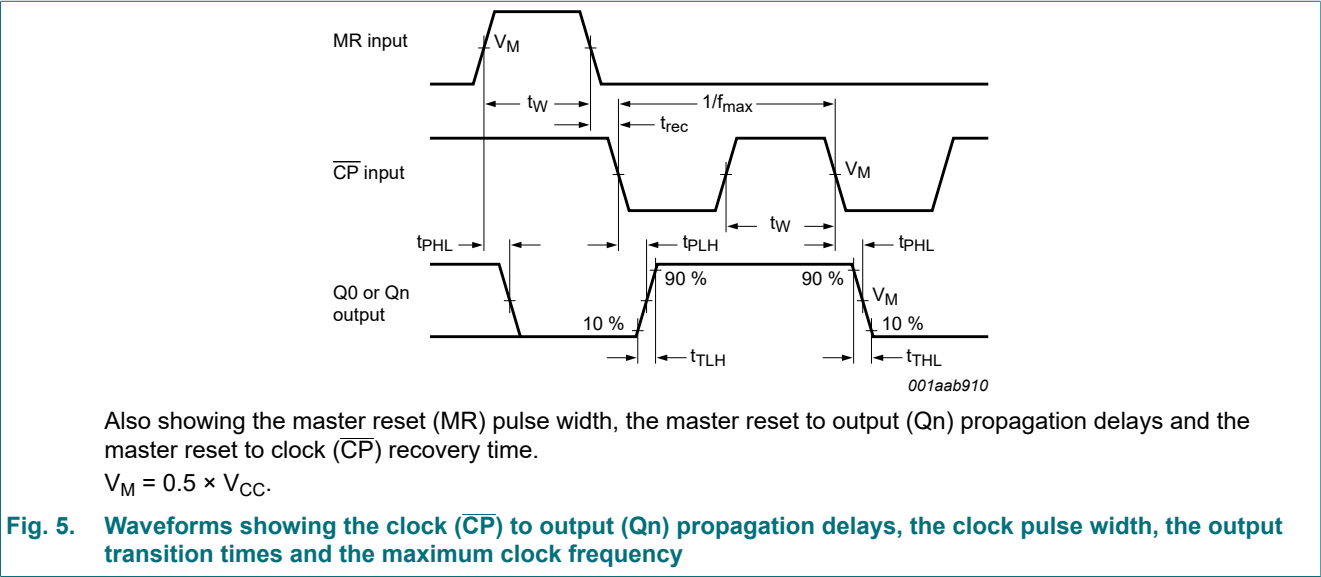 MR input
VM
tW
1/fmax
trec
C̅P̅ input
VM
tW
tPHL
tPLH
tPHL
Q0 or Qn
output
90 %
90 %
VM
10 %
10 %
tTLH
tTHL
001aab910
Also showing the master reset (MR) pulse width, the master reset to output (Qn) propagation delays and the
master reset to clock (C̅P̅) recovery time.
VM = 0.5 × VCC.
Fig. 5. Waveforms showing the clock (C̅P̅) to output (Qn) propagation delays, the clock pulse width, the output
transition times and the maximum clock frequency